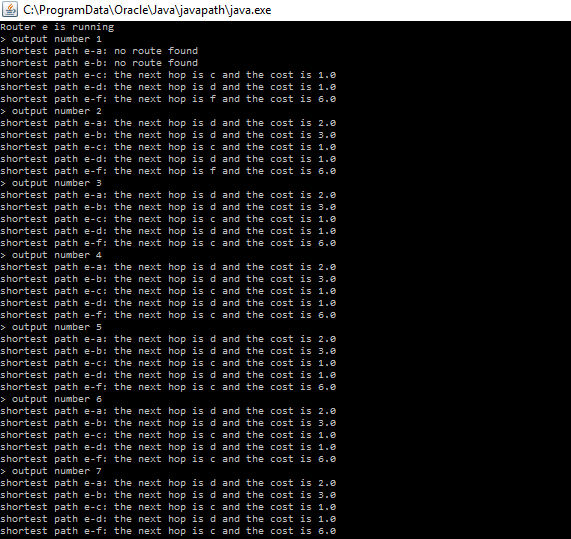 C:\ProgramData\Oracle\Java\javapath\java.exe
Router e is running
> output number 1
shortest path e-a: no route found
shortest path e-b: no route found
shortest path e-c: the next hop is c and the cost is 1.0
shortest path e-d: the next hop is d and the cost is 1.0
shortest path e-f: the next hop is f and the cost is 6.0
> output number 2
shortest path e-a: the next hop is d and the cost is 2.0
shortest path e-b: the next hop is d and the cost is 3.0
shortest path e-c: the next hop is c and the cost is 1.0
shortest path e-d: the next hop is d and the cost is 1.0
shortest path e-f: the next hop is f and the cost is 6.0
> output number 3
shortest path e-a: the next hop is d and the cost is 2.0
shortest path e-b: the next hop is d and the cost is 3.0
shortest path e-c: the next hop is c and the cost is 1.0
shortest path e-d: the next hop is d and the cost is 1.0
shortest path e-f: the next hop is c and the cost is 6.0
> output number 4
shortest path e-a: the next hop is d and the cost is 2.0
shortest path e-b: the next hop is d and the cost is 3.0
shortest path e-c: the next hop is c and the cost is 1.0
shortest path e-d: the next hop is d and the cost is 1.0
shortest path e-f: the next hop is c and the cost is 6.0
> output number 5
shortest path e-a: the next hop is d and the cost is 2.0
shortest path e-b: the next hop is d and the cost is 3.0
shortest path e-c: the next hop is c and the cost is 1.0
shortest path e-d: the next hop is d and the cost is 1.0
shortest path e-f: the next hop is c and the cost is 6.0
> output number 6
shortest path e-a: the next hop is d and the cost is 2.0
shortest path e-b: the next hop is d and the cost is 3.0
shortest path e-c: the next hop is c and the cost is 1.0
shortest path e-d: the next hop is d and the cost is 1.0
shortest path e-f: the next hop is c and the cost is 6.0
> output number 7
shortest path e-a: the next hop is d and the cost is 2.0
shortest path e-b: the next hop is d and the cost is 3.0
shortest path e-c: the next hop is c and the cost is 1.0
shortest path e-d: the next hop is d and the cost is 1.0
shortest path e-f: the next hop is c and the cost is 6.0